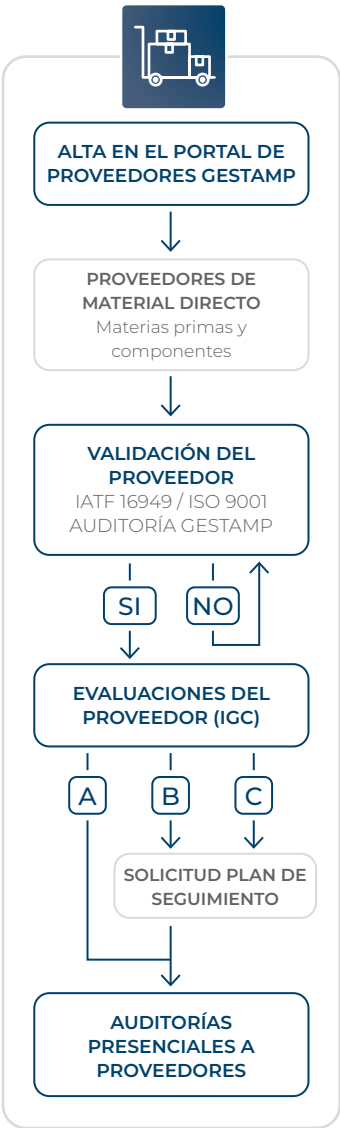 ALTA EN EL PORTAL DE
PROVEEDORES GESTAMP
PROVEEDORES DE
MATERIAL DIRECTO
Materias primas y
componentes
VALIDACIÓN DEL
PROVEEDOR
IATF 16949 / ISO 9001
AUDITORÍA GESTAMP
SI
NO
EVALUACIONES DEL
PROVEEDOR (IGC)
A
B
C
SOLICITUD PLAN DE
SEGUIMIENTO
AUDITORÍAS
PRESENCIALES A
PROVEEDORES